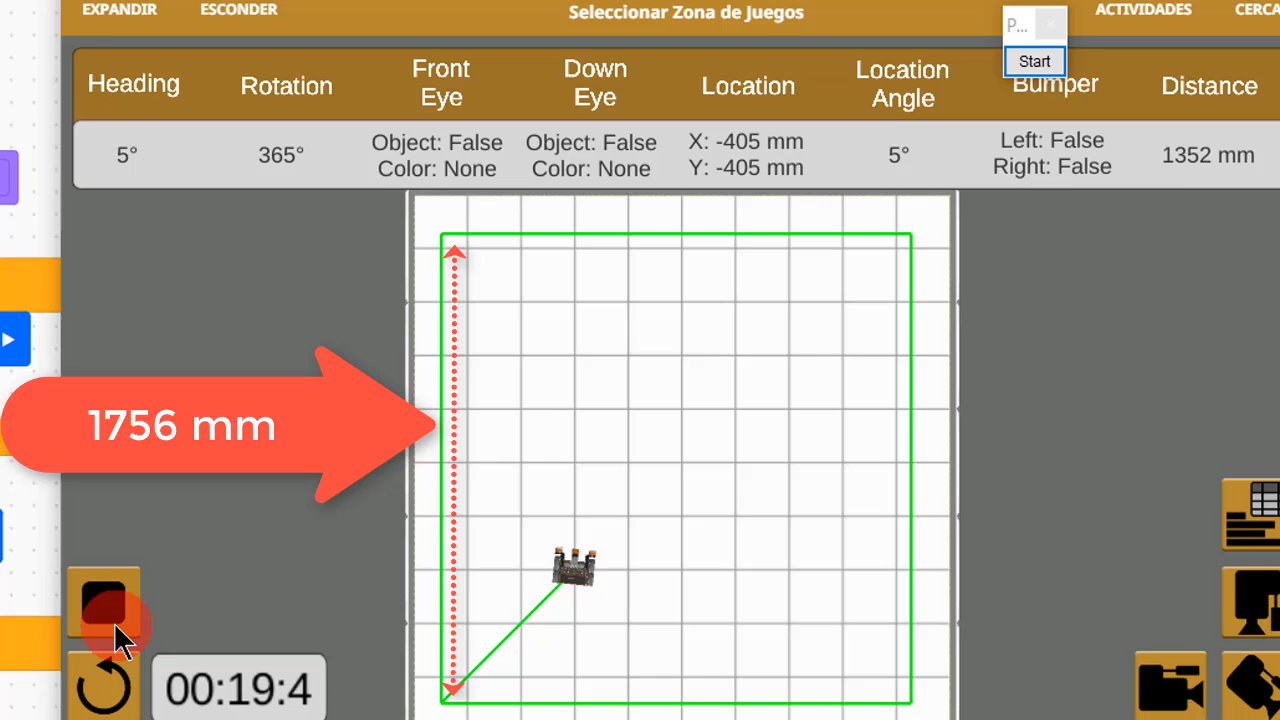 EXPANDIR
ESCONDER
Seleccionar Zona de Juegos
ACTIVIDADES
CERCA
P...
Start
Heading
Rotation
Front
Eye
Down
Eye
Location
Location
Angle
Bumper
Distance
5°
365°
Object: False
Color: None
Object: False
Color: None
X: -405 mm
Y: -405 mm
5°
Left: False
Right: False
1352 mm
1756 mm
00:19:4